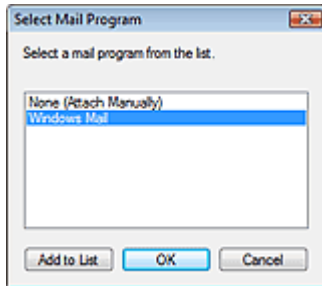 Select Mail Program
Select a mail program from the list.
None (Attach Manually)
Windows Mail
Add to List OK Cancel